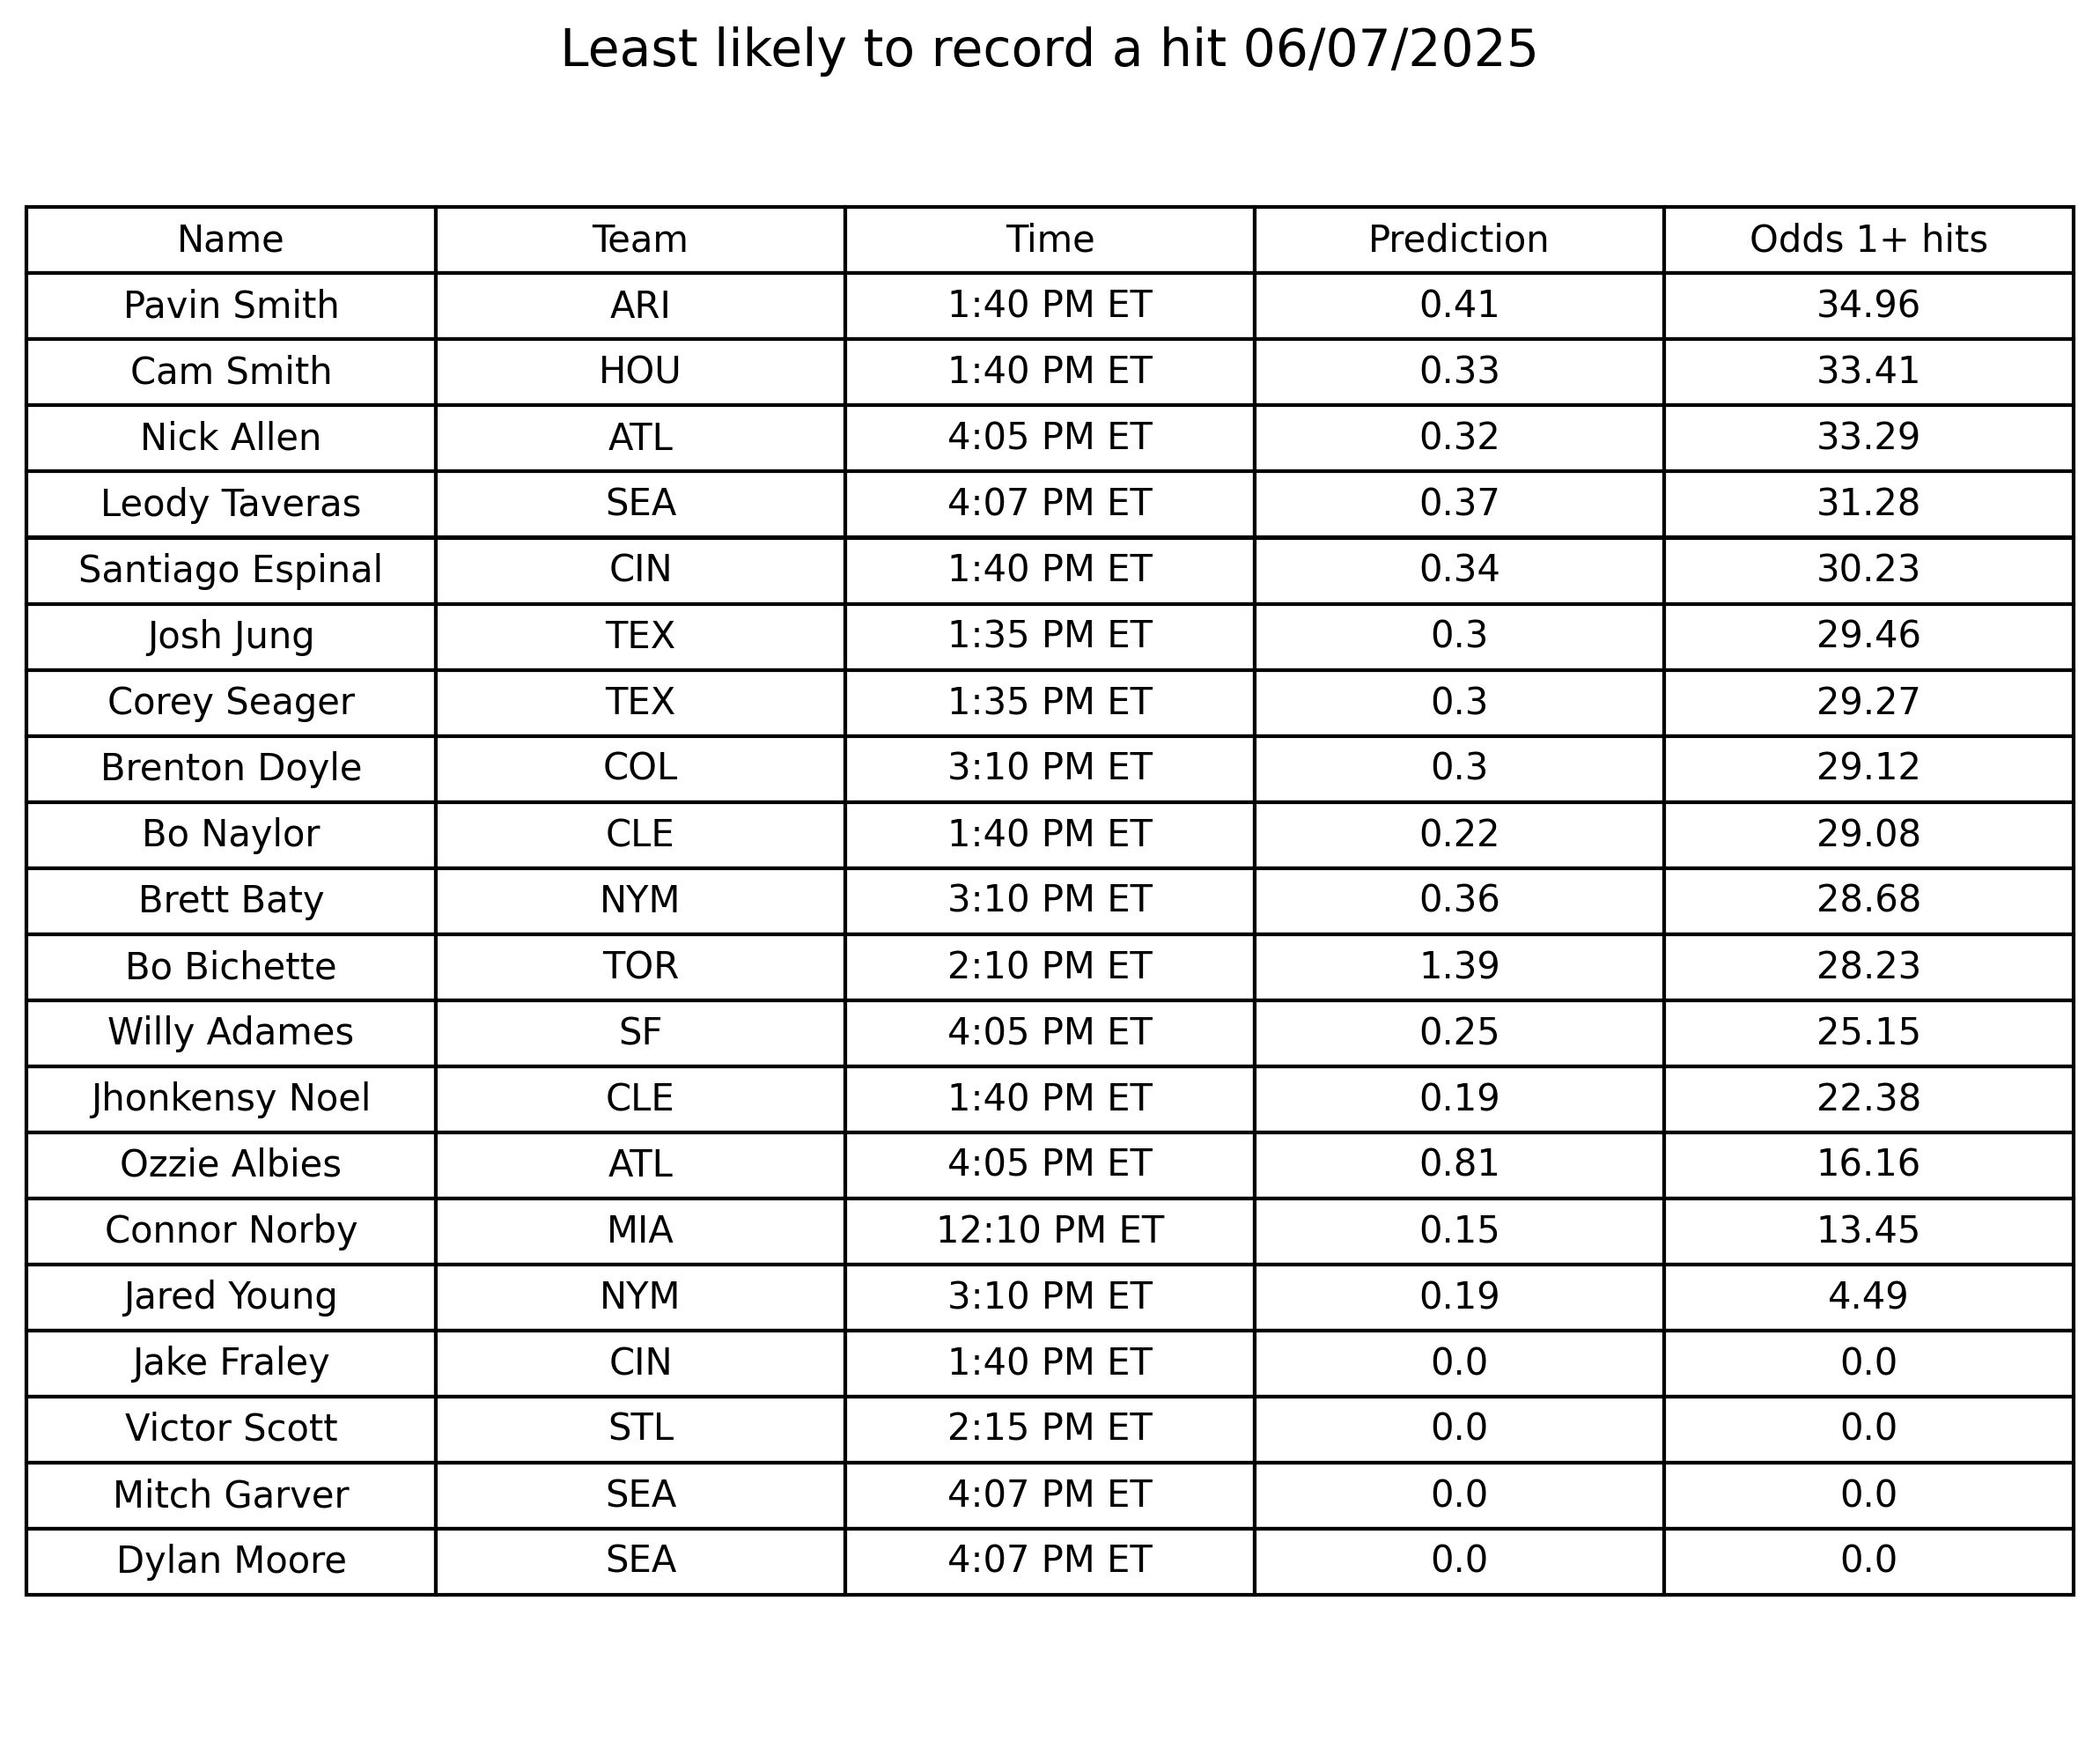 Least likely to record a hit 06/07/2025
Name Team Time Prediction Odds 1+ hits
Pavin Smith ARI 1:40 PM ET 0.41 34.96
Cam Smith HOU 1:40 PM ET 0.33 33.41
Nick Allen ATL 4:05 PM ET 0.32 33.29
Leody Taveras SEA 4:07 PM ET 0.37 31.28
Santiago Espinal CIN 1:40 PM ET 0.34 30.23
Josh Jung TEX 1:35 PM ET 0.3 29.46
Corey Seager TEX 1:35 PM ET 0.3 29.27
Brenton Doyle COL 3:10 PM ET 0.3 29.12
Bo Naylor CLE 1:40 PM ET 0.22 29.08
Brett Baty NYM 3:10 PM ET 0.36 28.68
Bo Bichette TOR 2:10 PM ET 1.39 28.23
Willy Adames SF 4:05 PM ET 0.25 25.15
Jhonkensy Noel CLE 1:40 PM ET 0.19 22.38
Ozzie Albies ATL 4:05 PM ET 0.81 16.16
Connor Norby MIA 12:10 PM ET 0.15 13.45
Jared Young NYM 3:10 PM ET 0.19 4.49
Jake Fraley CIN 1:40 PM ET 0.0 0.0
Victor Scott STL 2:15 PM ET 0.0 0.0
Mitch Garver SEA 4:07 PM ET 0.0 0.0
Dylan Moore SEA 4:07 PM ET 0.0 0.0